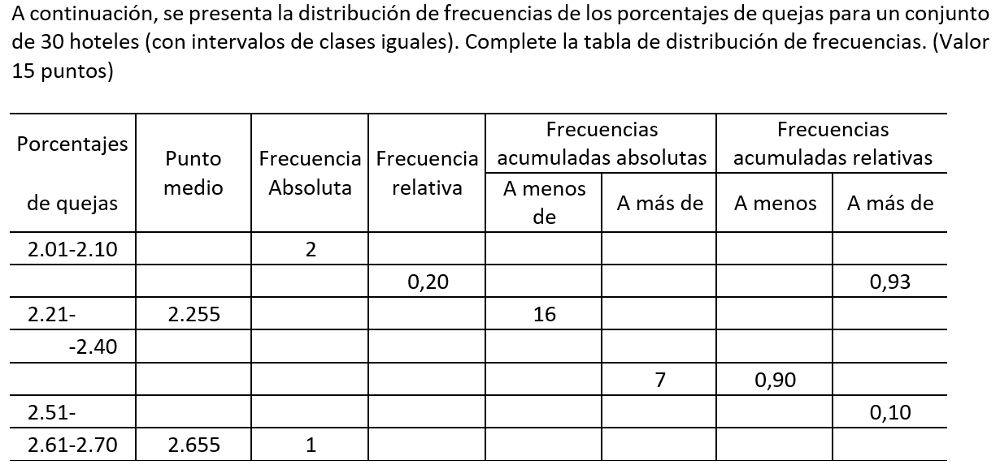 A continuación, se presenta la distribución de frecuencias de los porcentajes de quejas para un conjunto
de 30 hoteles (con intervalos de clases iguales). Complete la tabla de distribución de frecuencias. (Valor
15 puntos)
Porcentajes
de quejas
Punto
medio
Frecuencia
Absoluta
Frecuencia
relativa
Frecuencias
acumuladas absolutas
Frecuencias
acumuladas relativas
A menos
de
A más de
A menos
A más de
2.01-2.10 2
0,20 0,93
2.21- 2.255 16
-2.40
7 0,90
2.51- 0,10
2.61-2.70 2.655 1